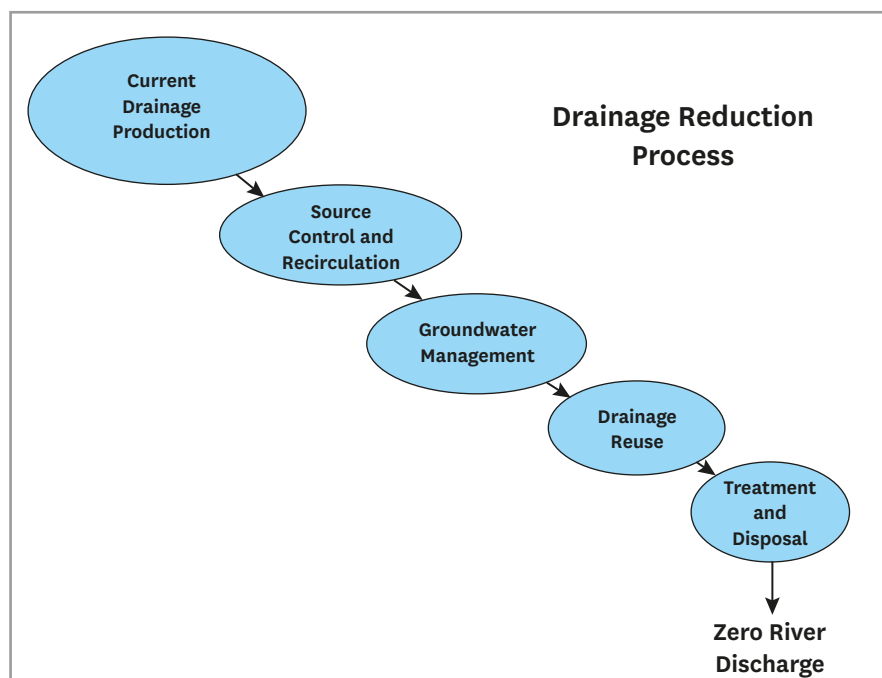 Drainage Reduction
Process
Current
Drainage
Production
Source
Control and
Recirculation
Groundwater
Management
Drainage
Reuse
Treatment
and
Disposal
Zero River
Discharge